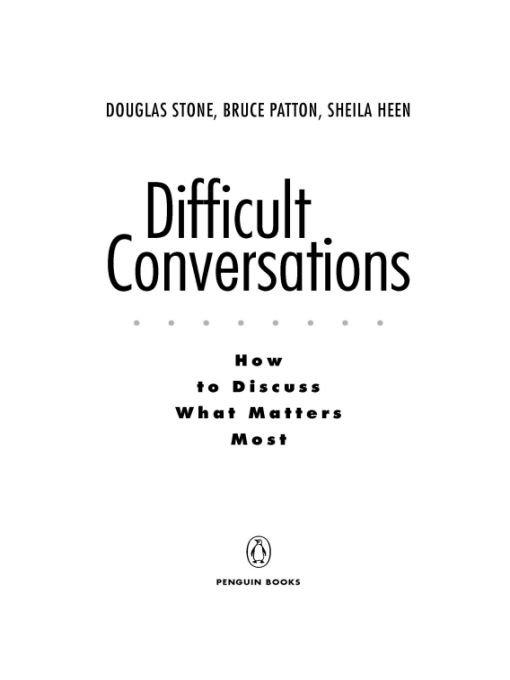 DOUGLAS STONE, BRUCE PATTON, SHEILA HEEN
Difficult
Conversations
How
to Discuss
What Matters
Most
PENGUIN BOOKS